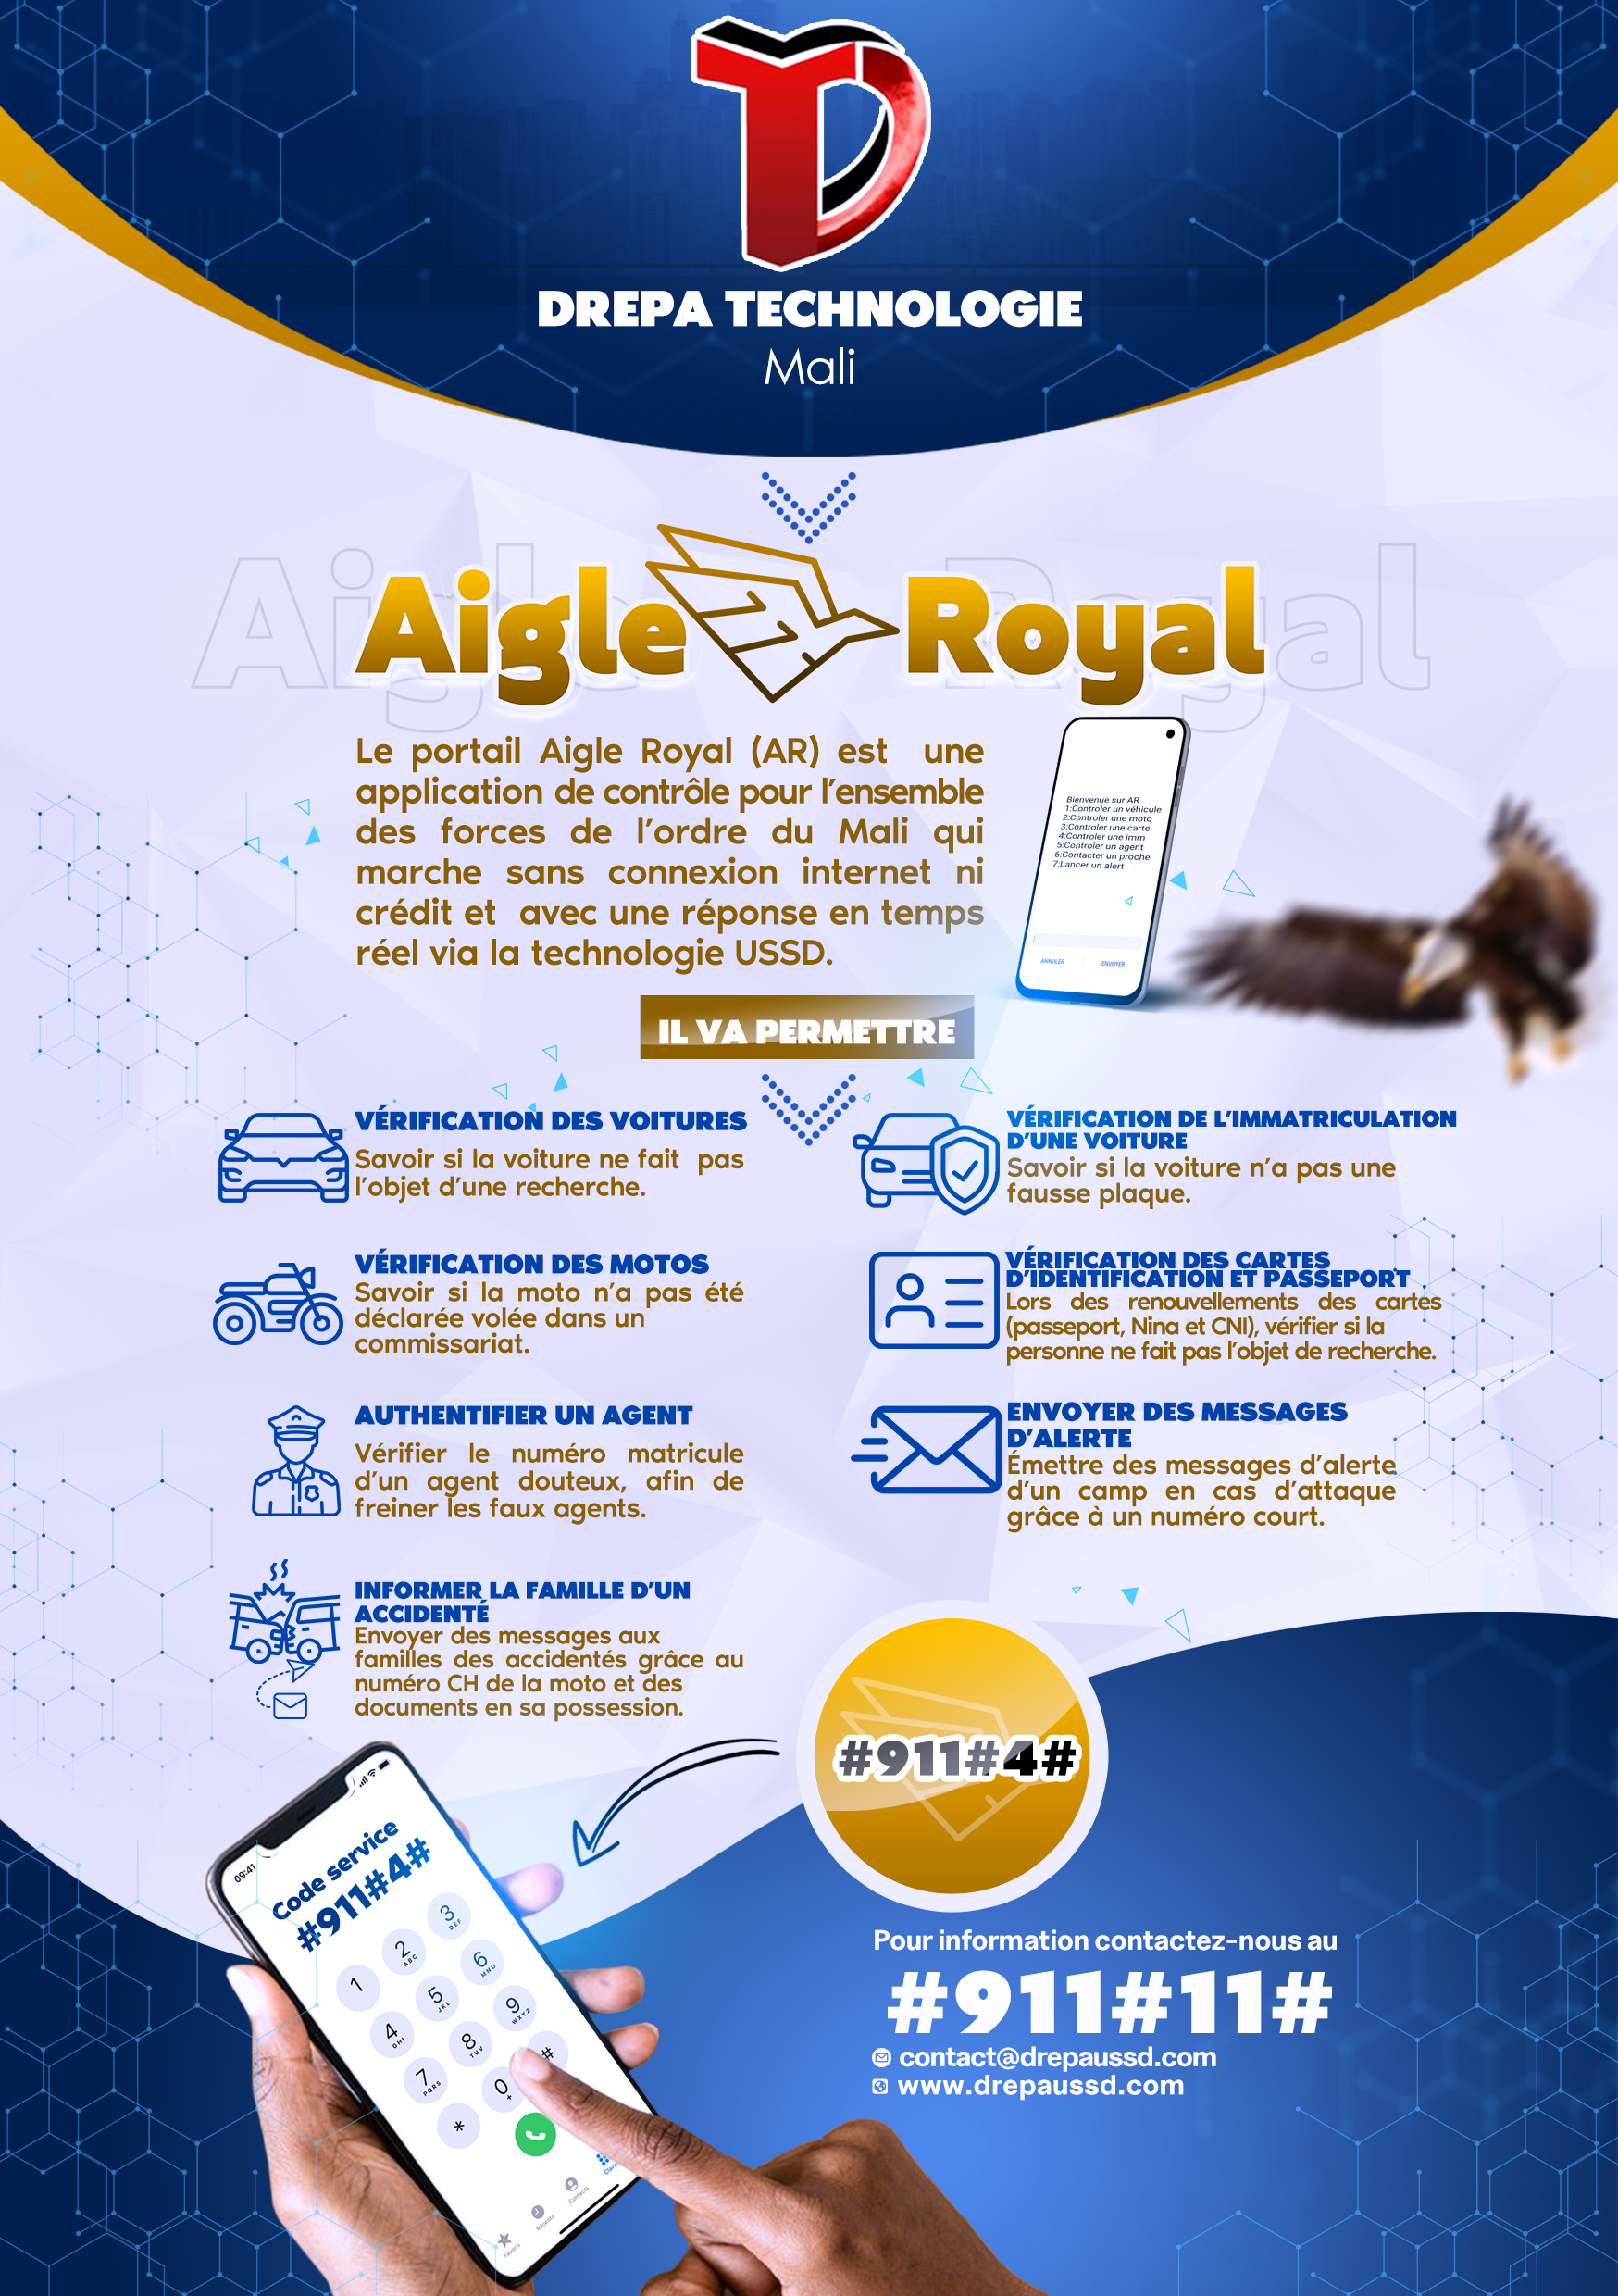 DREPA TECHNOLOGIE
Mali
Aigle Royal
Aigle Royal
Le portail Aigle Royal (AR) est une
application de contrôle pour l'ensemble
des forces de l'ordre du Mali qui
marche sans connexion internet ni
crédit et avec une réponse en temps
réel via la technologie USSD.
Bienvenue sur AR
1:Controler un véhicule
2:Controler une moto
3:Controler une carte
4:Controler une imm
5:Controler un agent
6:Contacter un proche
7:Lancer un alert
ANNULER ENVOYER
IL VA PERMETTRE
VÉRIFICATION DES VOITURES
Savoir si la voiture ne fait pas
l'objet d'une recherche.
VÉRIFICATION DE L'IMMATRICULATION
D'UNE VOITURE
Savoir si la voiture n'a pas une
fausse plaque.
VÉRIFICATION DES MOTOS
Savoir si la moto n'a pas été
déclarée volée dans un
commissariat.
VÉRIFICATION DES CARTES
D'IDENTIFICATION ET PASSEPORT
Lors des renouvellements des cartes
(passeport, Nina et CNI), vérifier si la
personne ne fait pas l'objet de recherche.
AUTHENTIFIER UN AGENT
Vérifier le numéro matricule
d'un agent douteux, afin de
freiner les faux agents.
ENVOYER DES MESSAGES
D'ALERTE
Émettre des messages d'alerte
d'un camp en cas d'attaque
grâce à un numéro court.
INFORMER LA FAMILLE D'UN
ACCIDENTÉ
Envoyer des messages aux
familles des accidentés grâce au
numéro CH de la moto et des
documents en sa possession.
#911#4#
09:41
Code service
#911#4#
1
2 ABC
3 DEF
4 GHI
5 JKL
6 MNO
7 PQRS
8 TUV
9 WXYZ
*
0 +
#
Favoris
Récents
Contacts
Pour information contactez-nous au
#911#11#
contact@drepaussd.com
www.drepaussd.com